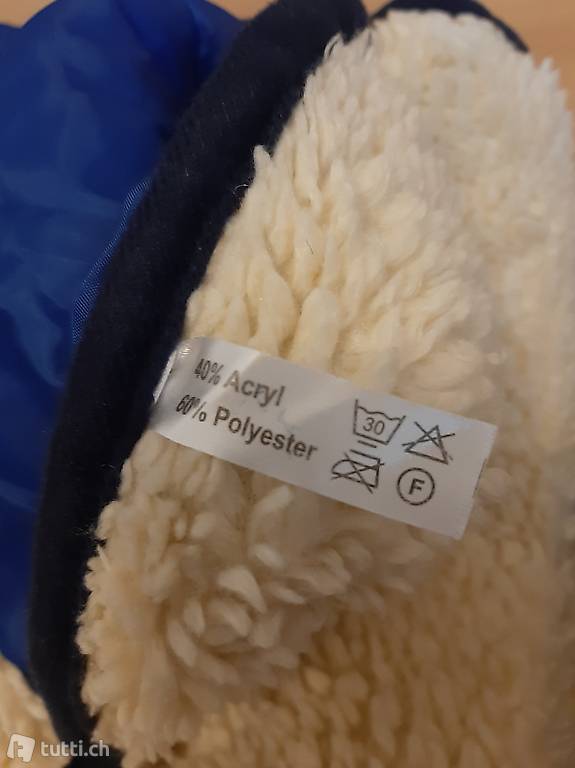 40% Acryl
60% Polyester
30
F
tutti.ch